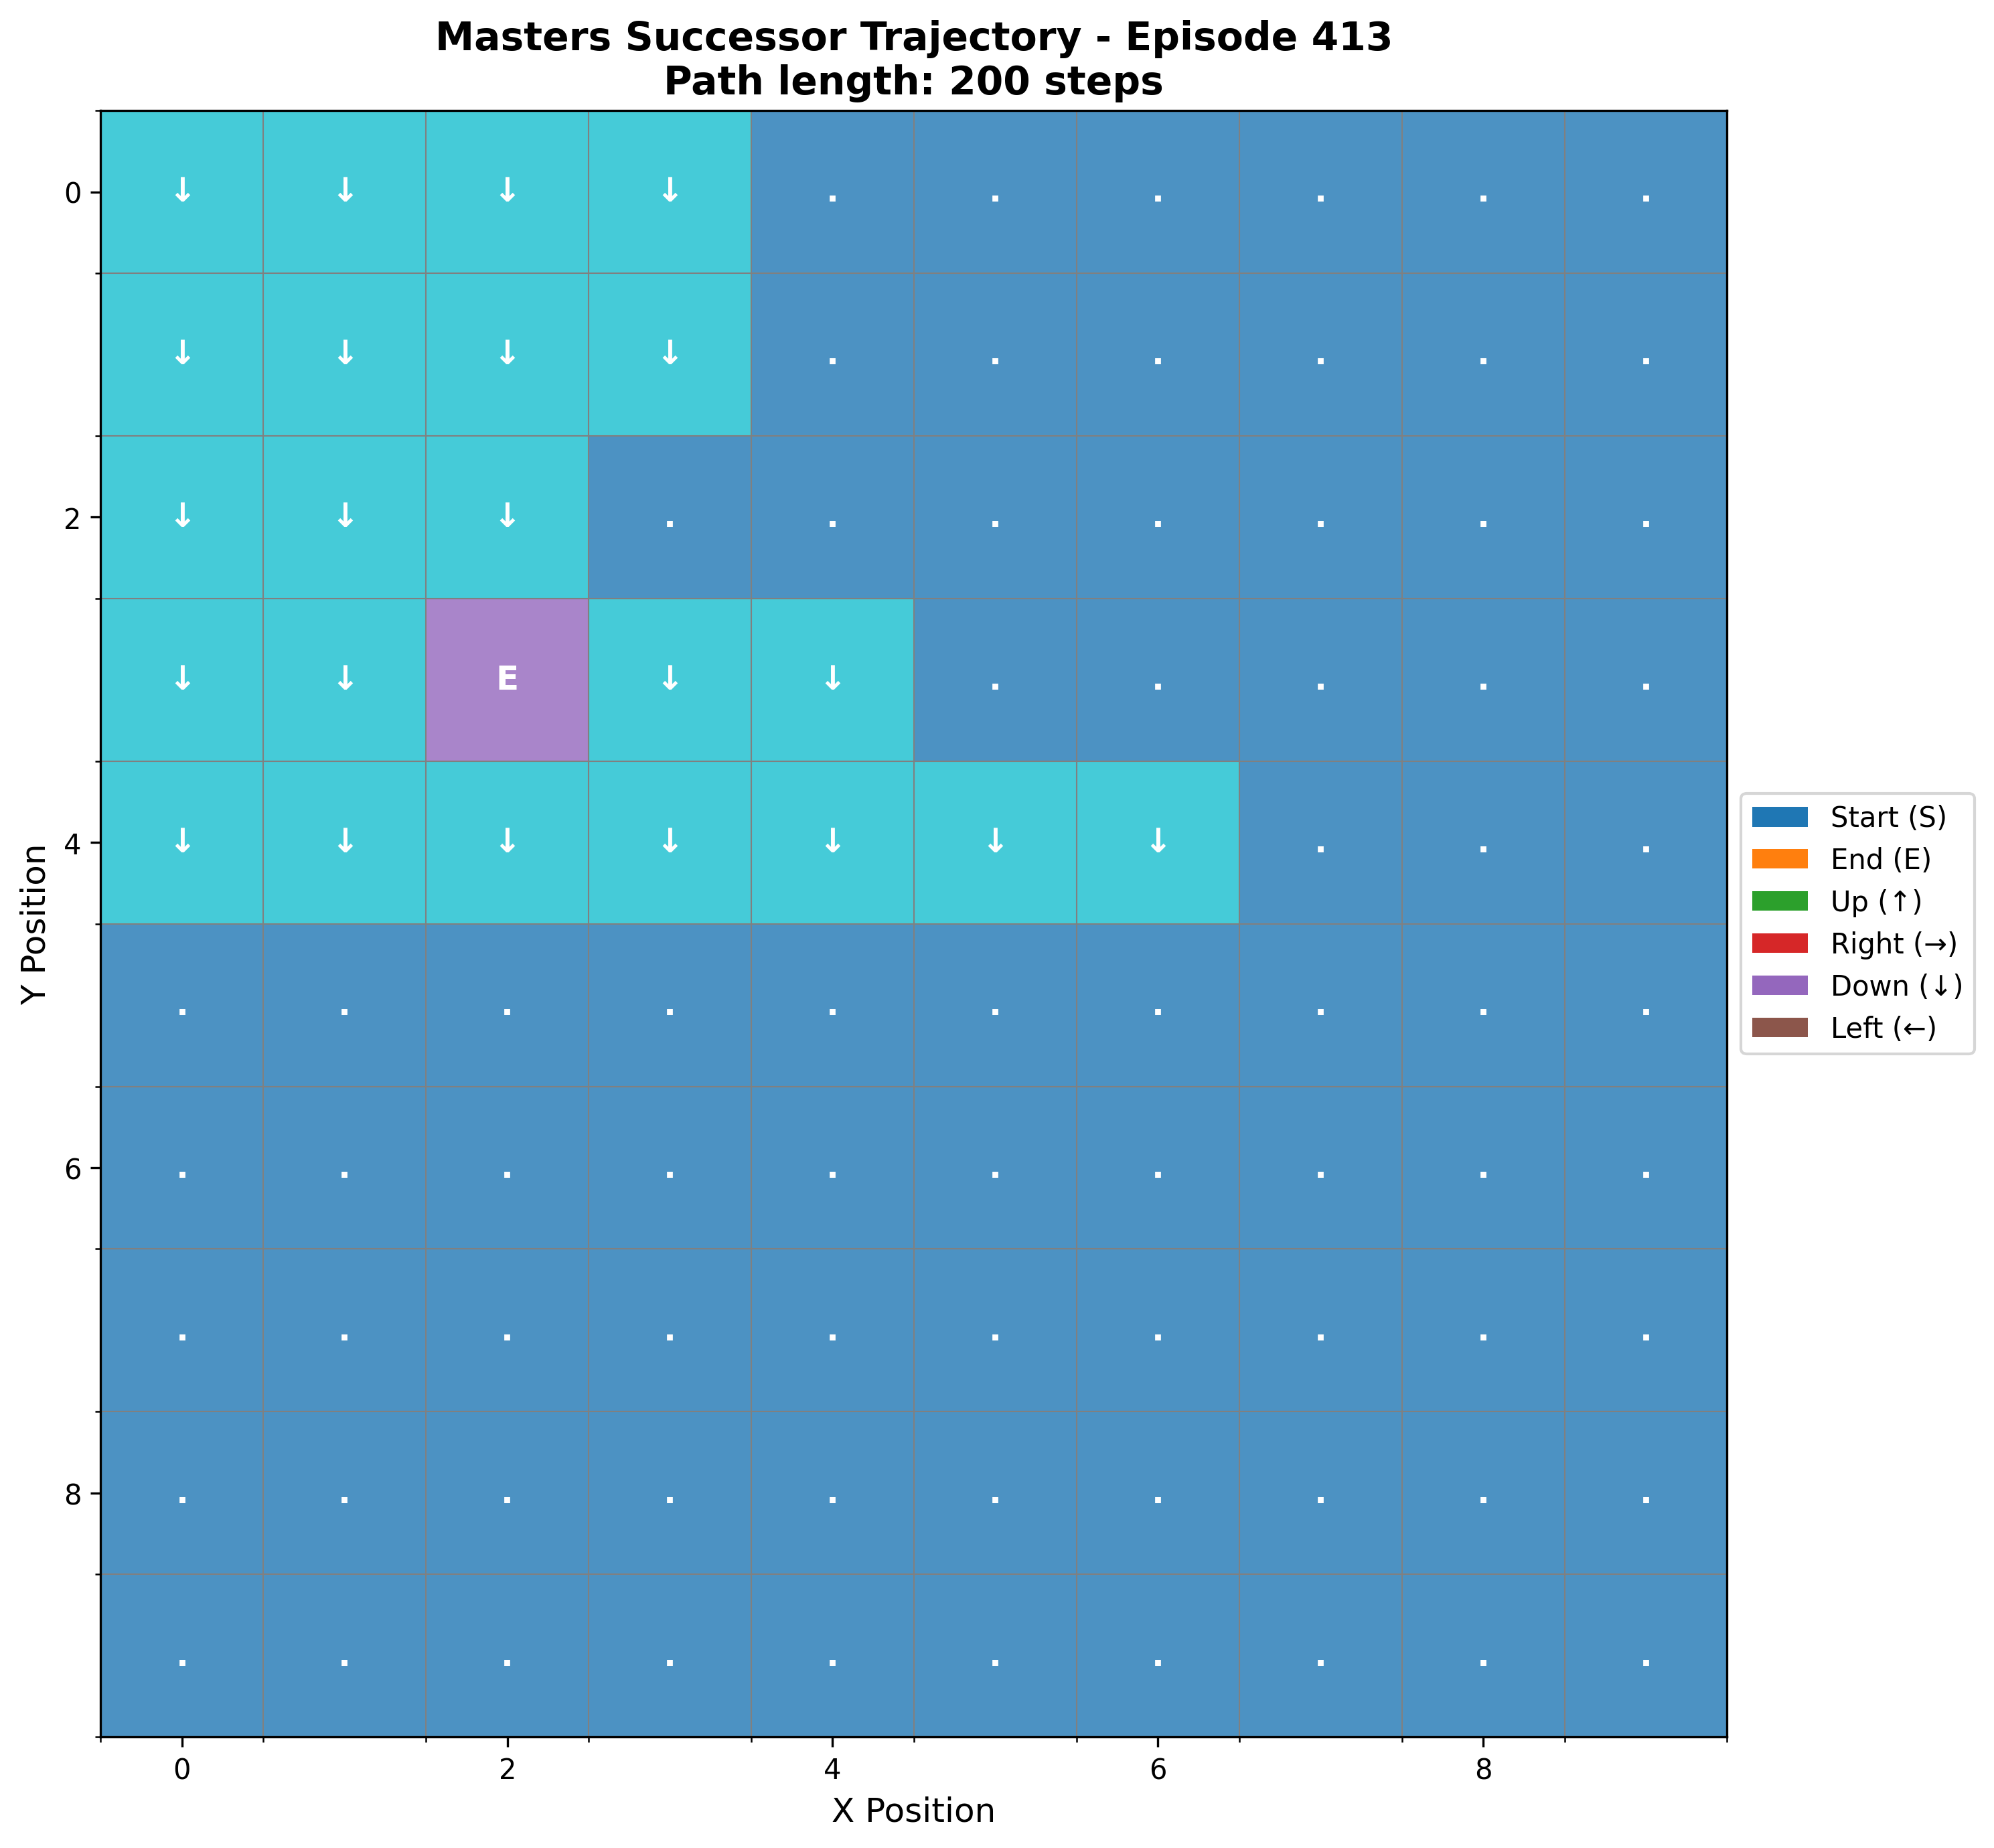 Masters Successor Trajectory - Episode 413
Path length: 200 steps
0 ↓ ↓ ↓ ↓ . . . . . .
↓ ↓ ↓ ↓ . . . . . .
2 ↓ ↓ ↓ . . . . . . .
↓ ↓ E ↓ ↓ . . . . .
4 ↓ ↓ ↓ ↓ ↓ ↓ ↓ . . .
. . . . . . . . . .
6 . . . . . . . . . .
. . . . . . . . . .
8 . . . . . . . . . .
. . . . . . . . . .
0 2 4 6 8
X Position
Y Position
Start (S)
End (E)
Up (↑)
Right (→)
Down (↓)
Left (←)